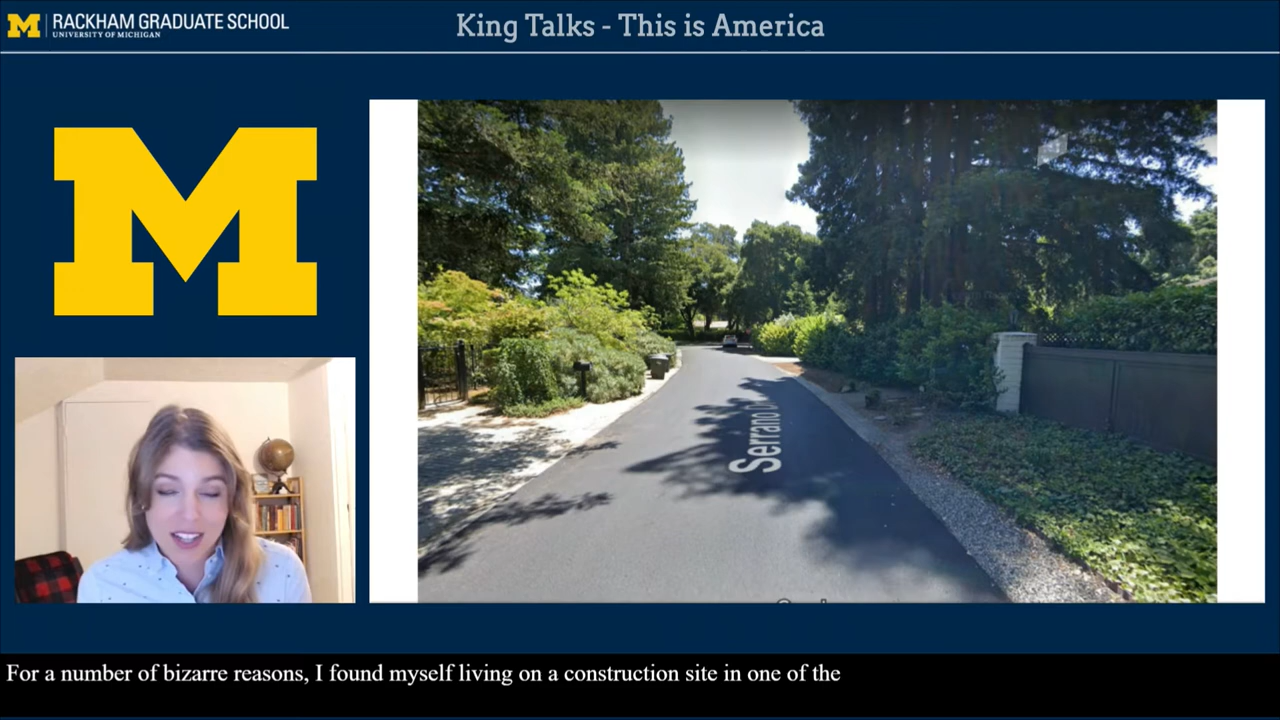 M
RACKHAM GRADUATE SCHOOL
UNIVERSITY OF MICHIGAN
King Talks - This is America
M
Serrano
For a number of bizarre reasons, I found myself living on a construction site in one of the